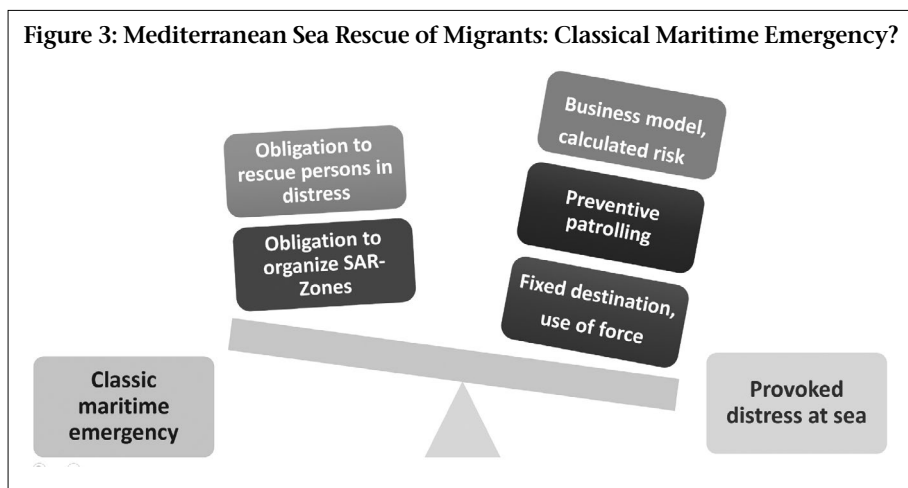 Figure 3: Mediterranean Sea Rescue of Migrants: Classical Maritime Emergency?
Obligation to
rescue persons in
distress
Obligation to
organize SAR-
Zones
Business model,
calculated risk
Preventive
patrolling
Fixed destination,
use of force
Classic
maritime
emergency
Provoked
distress at sea